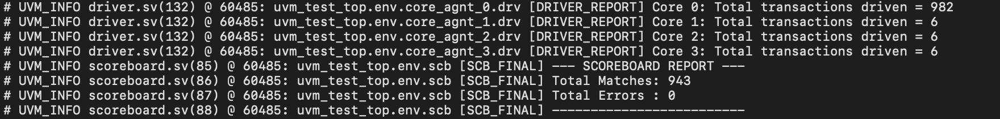 # UVM_INFO driver.sv(132) @ 60485: uvm_test_top.env.core_agnt_0.drv [DRIVER_REPORT] Core 0: Total transactions driven = 982
# UVM_INFO driver.sv(132) @ 60485: uvm_test_top.env.core_agnt_1.drv [DRIVER_REPORT] Core 1: Total transactions driven = 6
# UVM_INFO driver.sv(132) @ 60485: uvm_test_top.env.core_agnt_2.drv [DRIVER_REPORT] Core 2: Total transactions driven = 6
# UVM_INFO driver.sv(132) @ 60485: uvm_test_top.env.core_agnt_3.drv [DRIVER_REPORT] Core 3: Total transactions driven = 6
# UVM_INFO scoreboard.sv(85) @ 60485: uvm_test_top.env.scb [SCB_FINAL] --- SCOREBOARD REPORT ---
# UVM_INFO scoreboard.sv(86) @ 60485: uvm_test_top.env.scb [SCB_FINAL] Total Matches: 943
# UVM_INFO scoreboard.sv(87) @ 60485: uvm_test_top.env.scb [SCB_FINAL] Total Errors : 0
# UVM_INFO scoreboard.sv(88) @ 60485: uvm_test_top.env.scb [SCB_FINAL] -------------------------